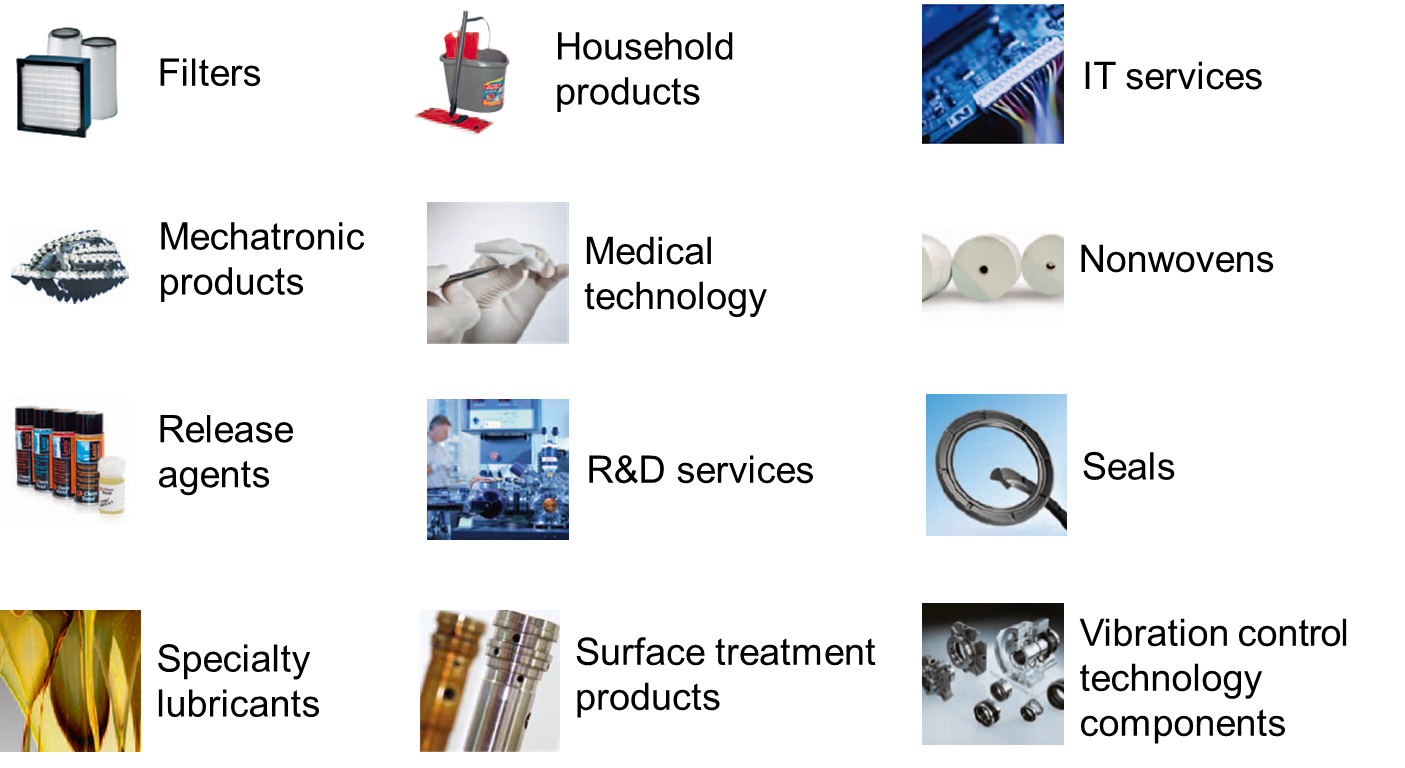 Filters
Household
products
IT services
Mechatronic
products
Medical
technology
Nonwovens
Release
agents
R&D services
Seals
Specialty
lubricants
Surface treatment
products
Vibration control
technology
components